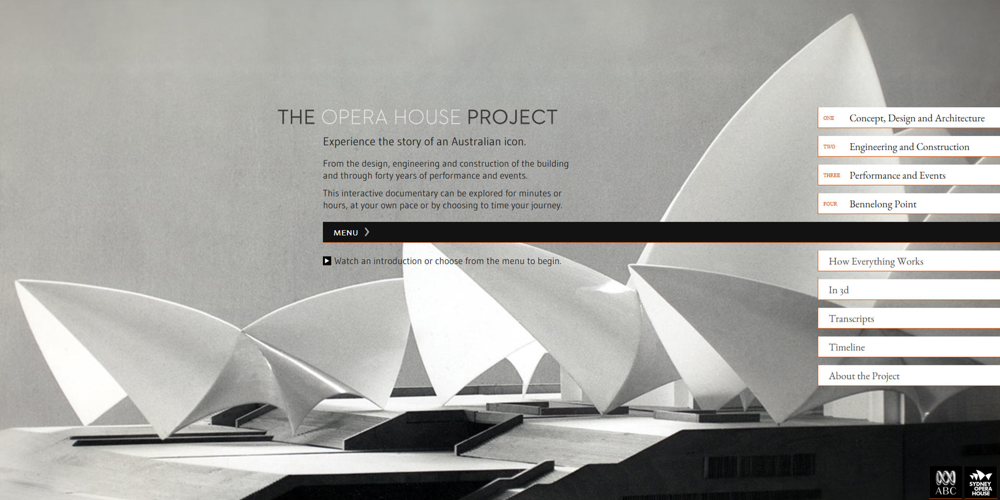 THE OPERA HOUSE PROJECT
Experience the story of an Australian icon.
From the design, engineering and construction of the building
and through forty years of performance and events.
This interactive documentary can be explored for minutes or
hours, at your own pace or by choosing to time your journey.
MENU
Watch an introduction or choose from the menu to begin.
ONE Concept, Design and Architecture
TWO Engineering and Construction
THREE Performance and Events
FOUR Bennelong Point
How Everything Works
In 3d
Transcripts
Timeline
About the Project
ABC
SYDNEY
OPERA
HOUSE